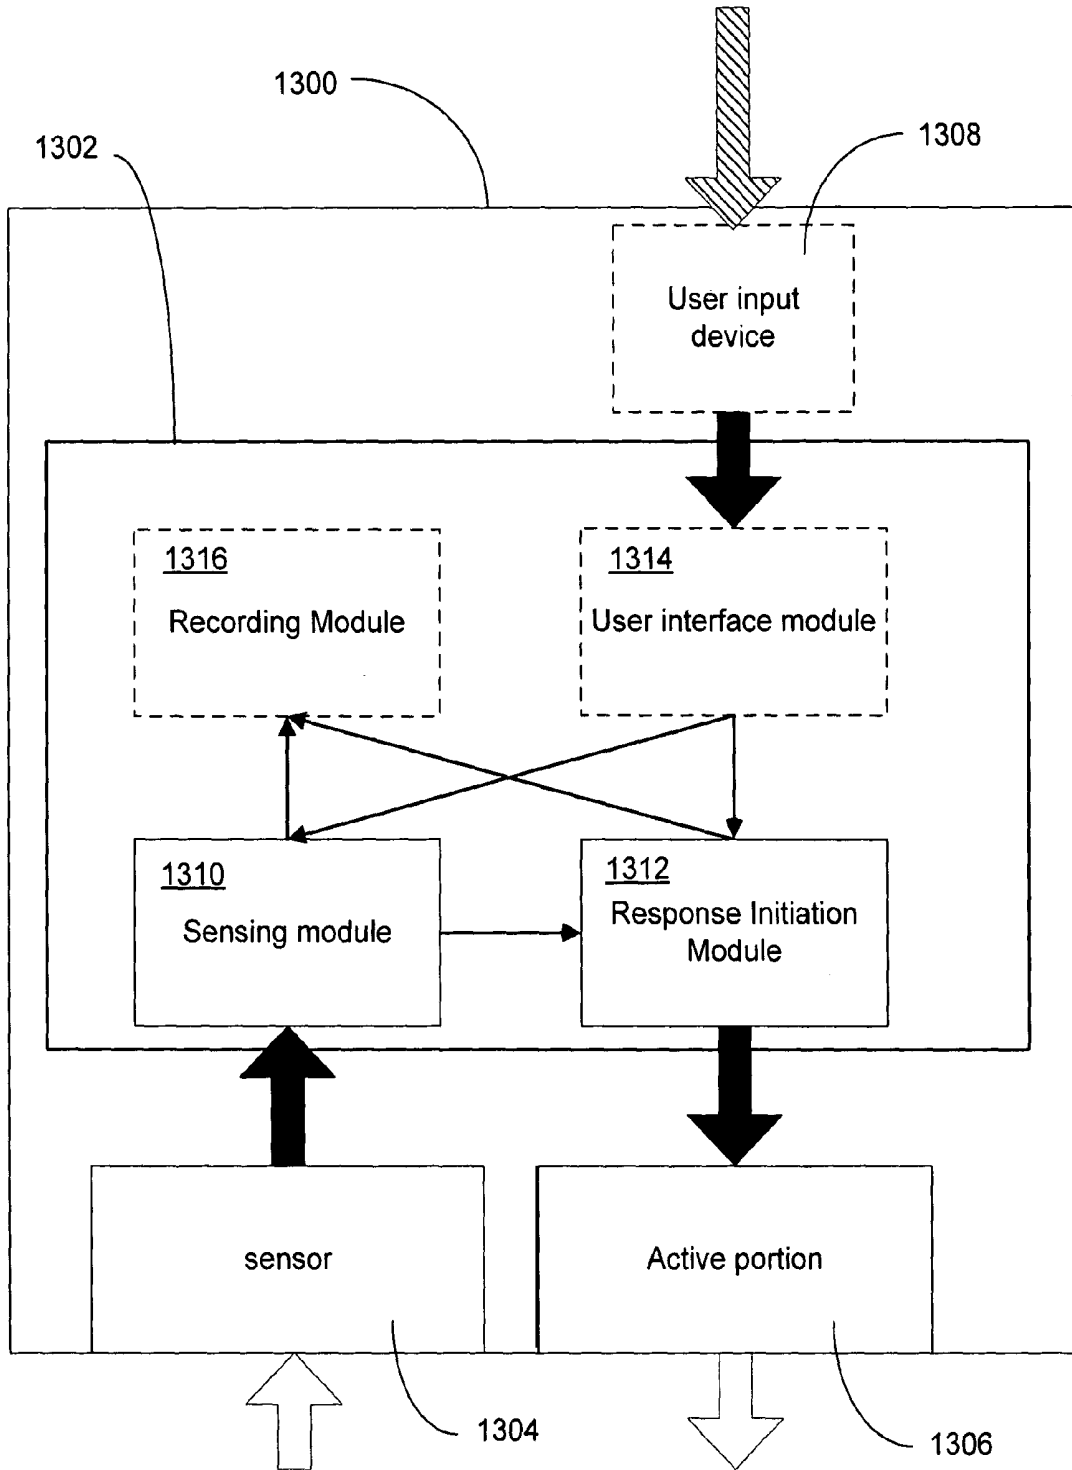 1300
1302
1308
User input
device
1316
Recording Module
1314
User interface module
1310
Sensing module
1312
Response Initiation
Module
sensor
Active portion
1304
1306